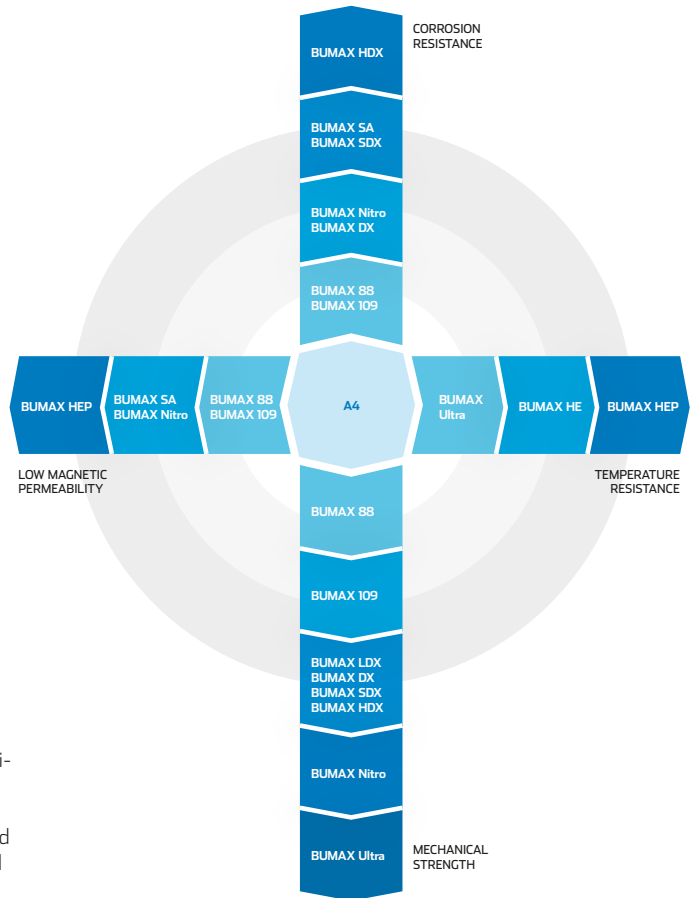 CORROSION
RESISTANCE
BUMAX HDX
BUMAX SA
BUMAX SDX
BUMAX Nitro
BUMAX DX
BUMAX 88
BUMAX 109
BUMAX HEP
BUMAX SA
BUMAX Nitro
BUMAX 88
BUMAX 109
A4
BUMAX
Ultra
BUMAX HE
BUMAX HEP
LOW MAGNETIC
PERMEABILITY
TEMPERATURE
RESISTANCE
BUMAX 88
BUMAX 109
BUMAX LDX
BUMAX DX
BUMAX SDX
BUMAX HDX
BUMAX Nitro
BUMAX Ultra
MECHANICAL
STRENGTH